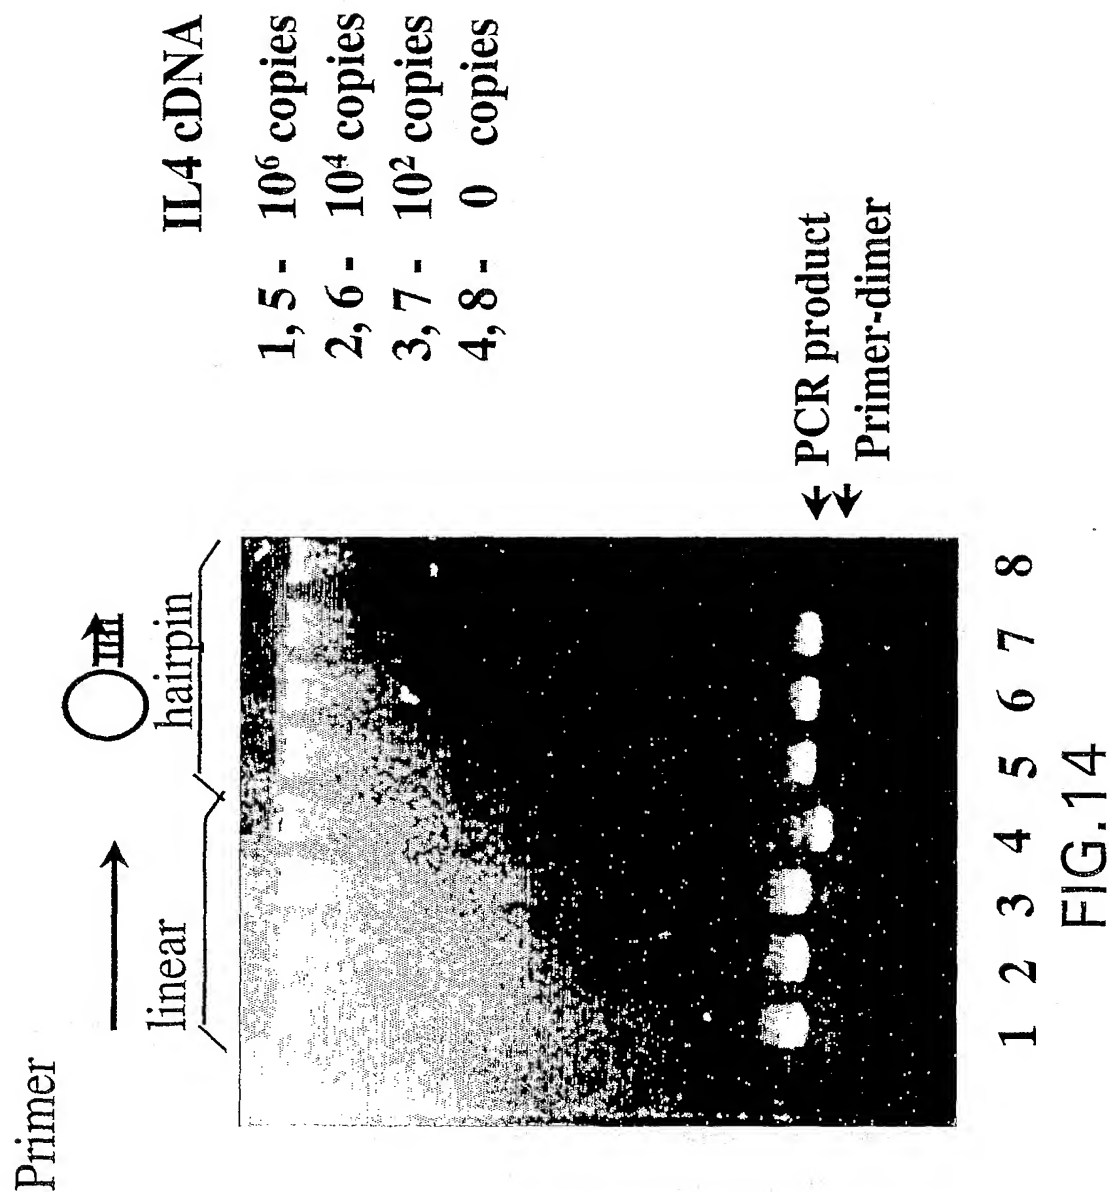 Primer
linear
hairpin
IL4 cDNA
1, 5 - 10⁶ copies
2, 6 - 10⁴ copies
3, 7 - 10² copies
4, 8 - 0 copies
PCR product
Primer-dimer
1 2 3 4 5 6 7 8
FIG.14